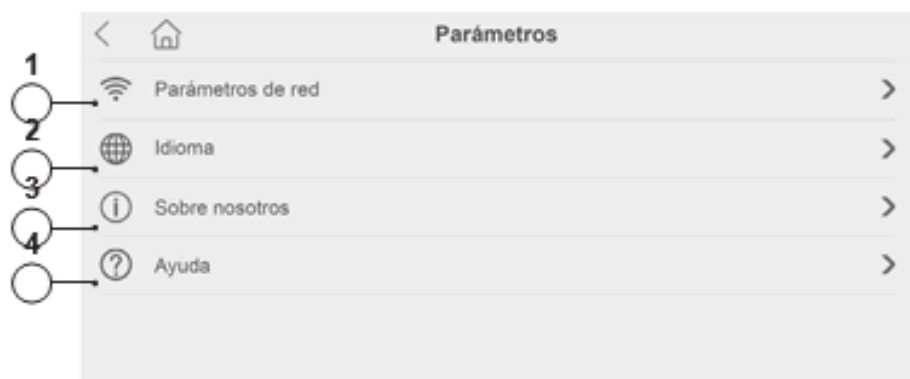 Parámetros
1
Parámetros de red
2
Idioma
3
Sobre nosotros
4
Ayuda